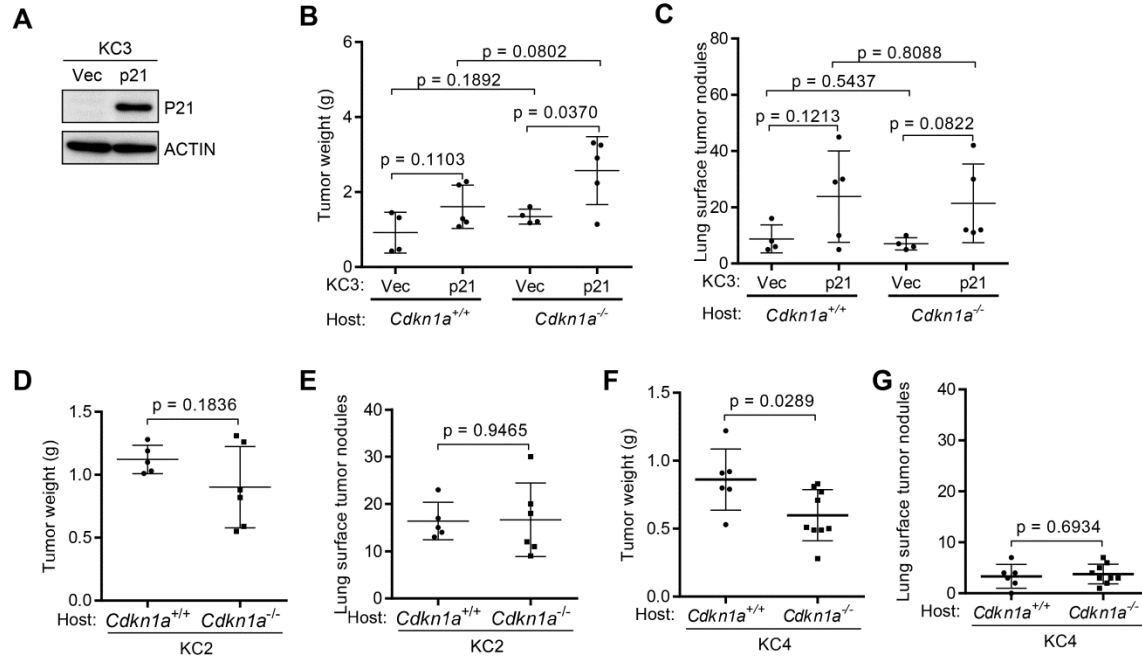 A
KC3
Vec p21
P21
ACTIN
B
Tumor weight (g)
6
4
2
0
p = 0.0802
p = 0.1892
p = 0.0370
p = 0.1103
KC3: Vec p21 Vec p21
Host: Cdkn1a+/+ Cdkn1a-/-
C
Lung surface tumor nodules
80
60
40
20
0
p = 0.8088
p = 0.5437
p = 0.1213
p = 0.0822
KC3: Vec p21 Vec p21
Host: Cdkn1a+/+ Cdkn1a-/-
D
Tumor weight (g)
1.5
1.0
0.5
0.0
p = 0.1836
Host: Cdkn1a+/+ Cdkn1a-/-
KC2
E
Lung surface tumor nodules
40
30
20
10
0
p = 0.9465
Host: Cdkn1a+/+ Cdkn1a-/-
KC2
F
Tumor weight (g)
1.5
1.0
0.5
0.0
p = 0.0289
Host: Cdkn1a+/+ Cdkn1a-/-
KC4
G
Lung surface tumor nodules
40
30
20
10
0
p = 0.6934
Host: Cdkn1a+/+ Cdkn1a-/-
KC4